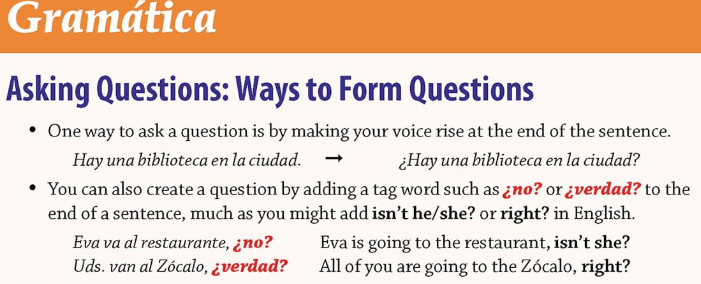 Gramática
Asking Questions: Ways to Form Questions
• One way to ask a question is by making your voice rise at the end of the sentence.
Hay una biblioteca en la ciudad. → ¿Hay una biblioteca en la ciudad?
• You can also create a question by adding a tag word such as ¿no? or ¿verdad? to the
end of a sentence, much as you might add isn't he/she? or right? in English.
Eva va al restaurante, ¿no? Eva is going to the restaurant, isn't she?
Uds. van al Zócalo, ¿verdad? All of you are going to the Zócalo, right?